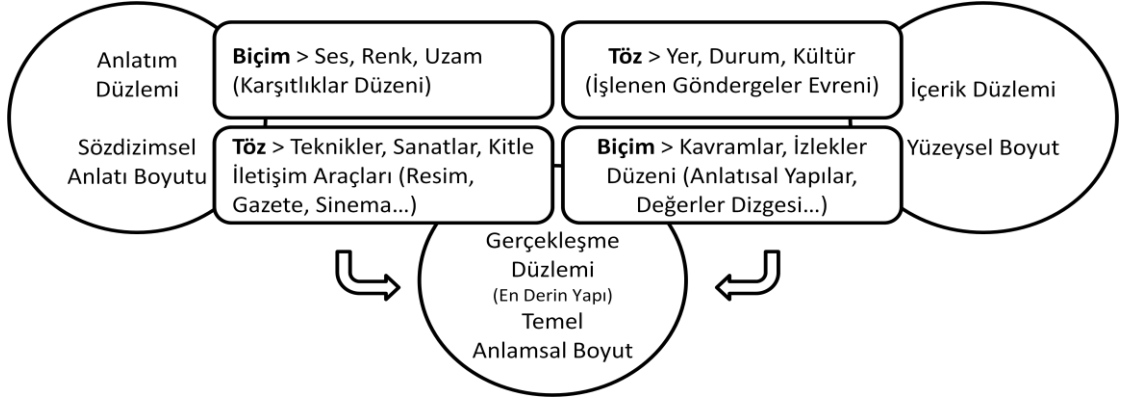 Anlatım
Düzlemi
Sözdizimsel
Anlatı Boyutu
Biçim > Ses, Renk, Uzam
(Karşıtlıklar Düzeni)
Töz > Teknikler, Sanatlar, Kitle
İletişim Araçları (Resim,
Gazete, Sinema...)
Töz > Yer, Durum, Kültür
(İşlenen Göndergeler Evreni)
Biçim > Kavramlar, İzlekler
Düzeni (Anlatısal Yapılar,
Değerler Dizgesi...)
İçerik Düzlemi
Yüzeysel Boyut
Gerçekleşme
Düzlemi
(En Derin Yapı)
Temel
Anlamsal Boyut